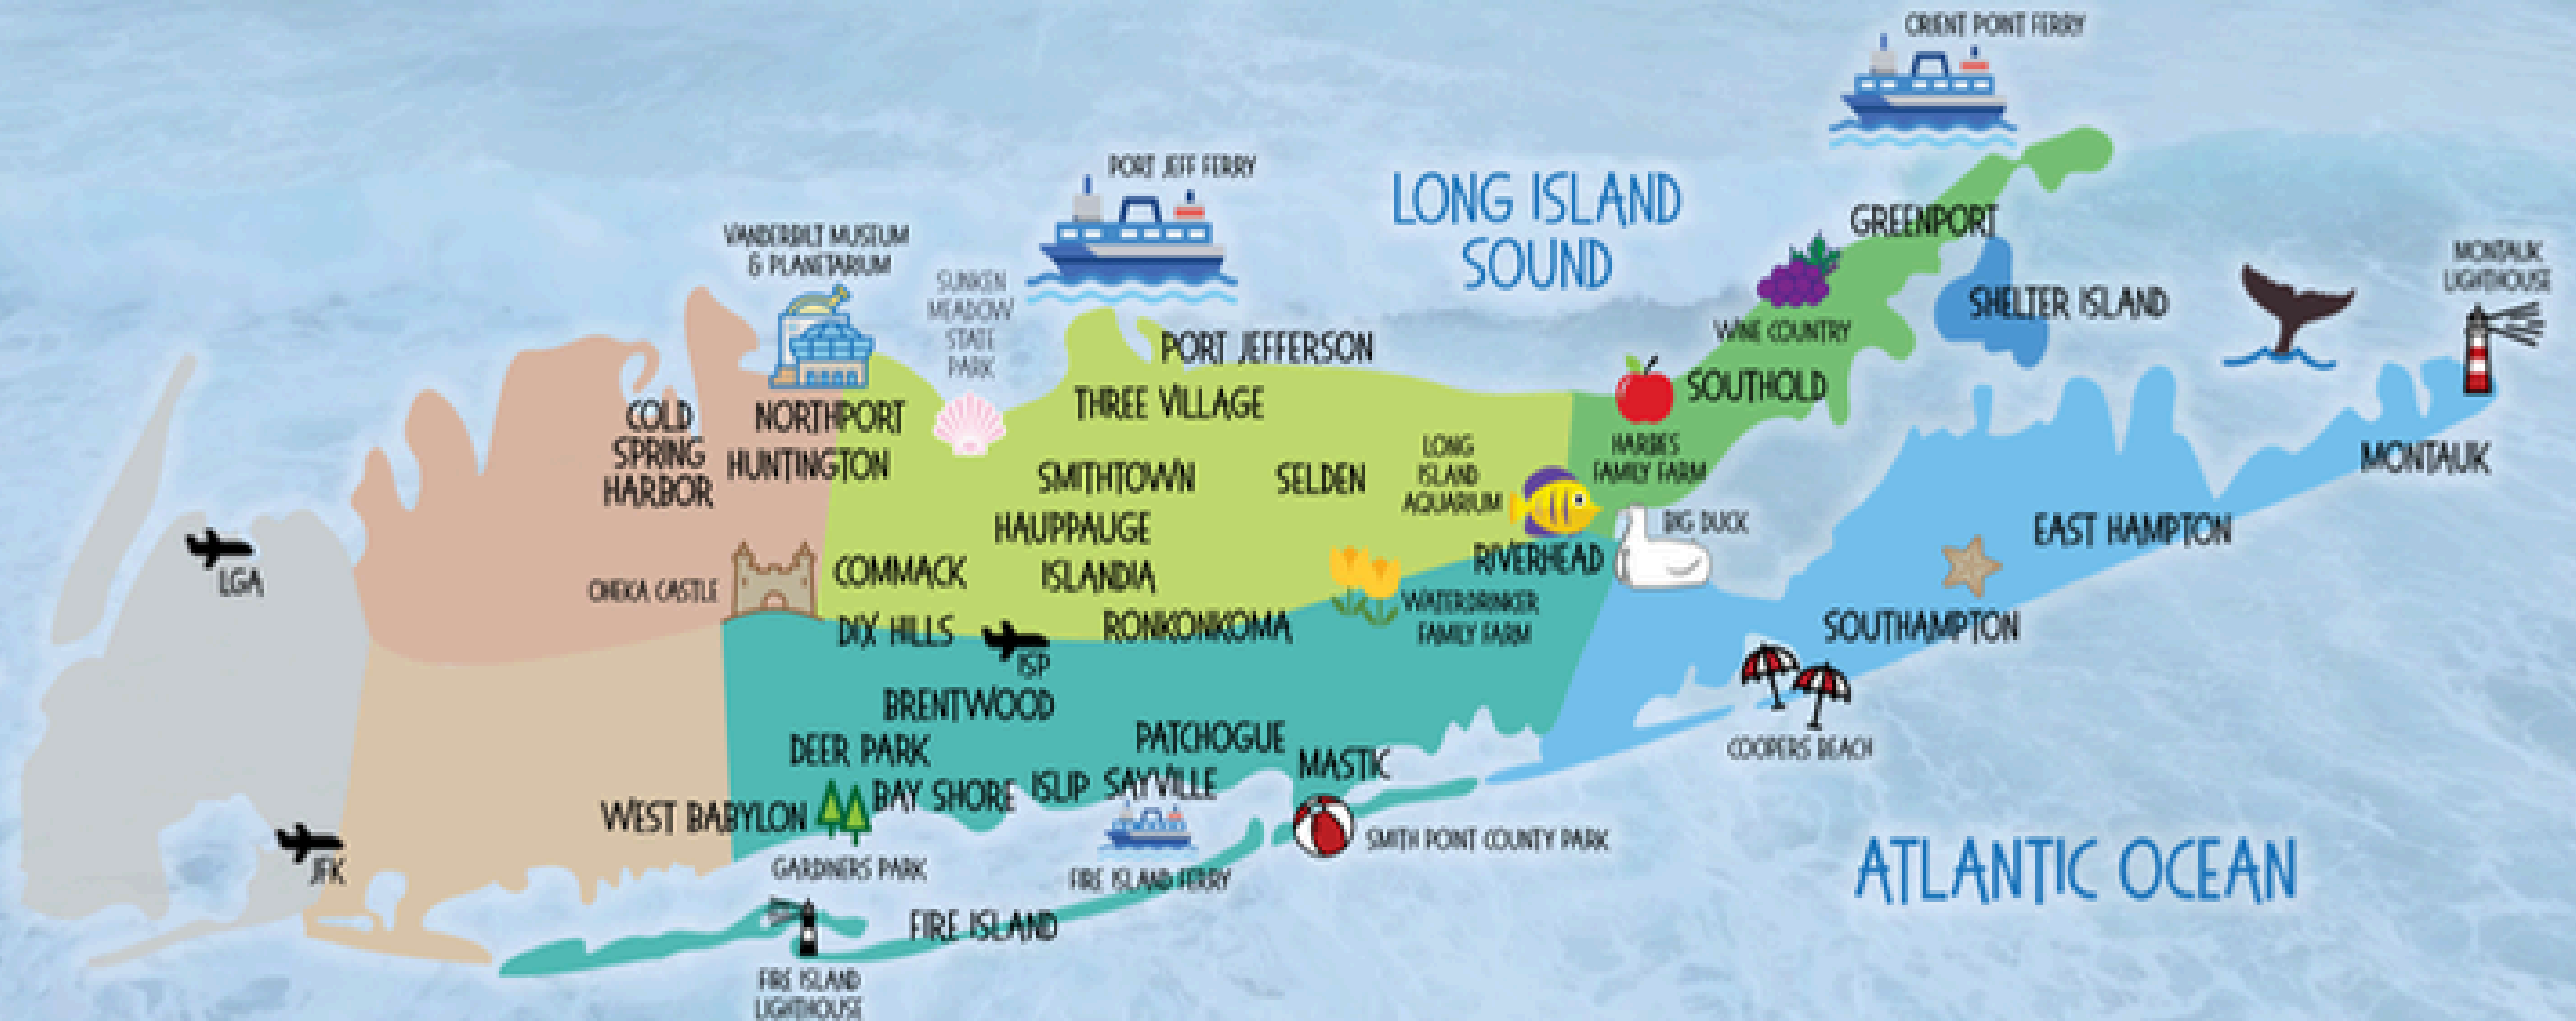 ORIENT POINT FERRY
PORT JEFF FERRY
LONG ISLAND
SOUND
VANDERBILT MUSEUM
& PLANETARIUM
SUNKEN
MEADOW
STATE
PARK
GREENPORT
MONTAUK
LIGHTHOUSE
SHELTER ISLAND
WINE COUNTRY
PORT JEFFERSON
SOUTHOLD
THREE VILLAGE
COLD
SPRING
HARBOR
NORTHPORT
HUNTINGTON
SMITHTOWN
SELDEN
LONG
ISLAND
AQUARIUM
HARBES
FAMILY FARM
MONTAUK
HAUPPAUGE
BIG DUCK
EAST HAMPTON
RIVERHEAD
LGA
OHEKA CASTLE
COMMACK
ISLANDIA
WATERDRINKER
FAMILY FARM
DIX HILLS
ISP
RONKONKOMA
SOUTHAMPTON
BRENTWOOD
DEER PARK
PATCHOGUE
MASTIC
COOPERS BEACH
WEST BABYLON
BAY SHORE
ISLIP
SAYVILLE
SMITH POINT COUNTY PARK
JFK
GARDNERS PARK
FIRE ISLAND FERRY
ATLANTIC OCEAN
FIRE ISLAND
FIRE ISLAND
LIGHTHOUSE